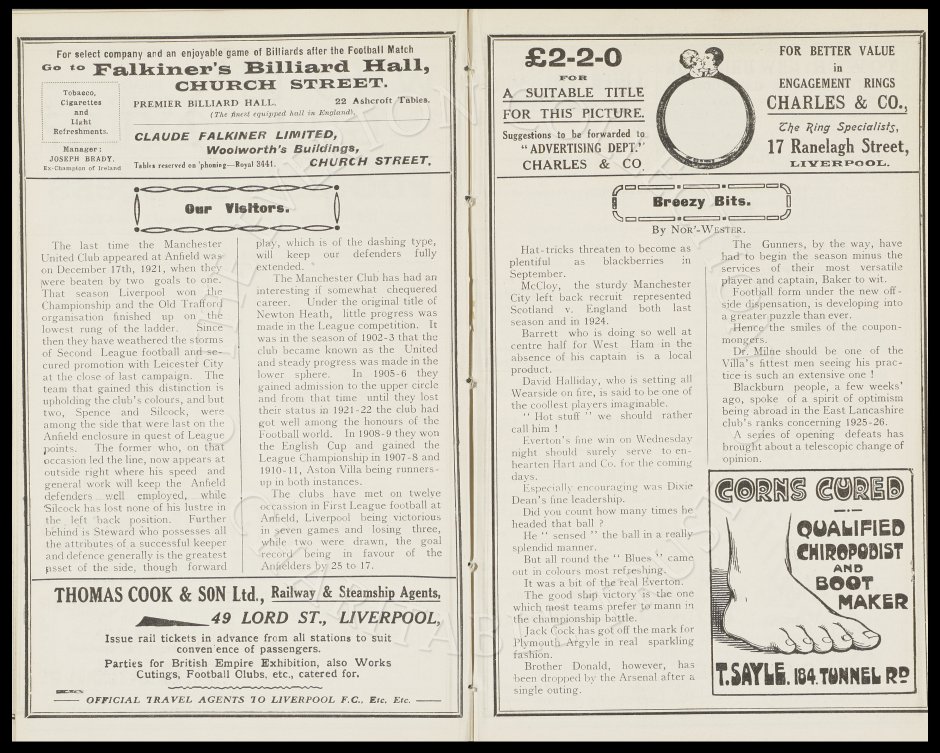 For select company and an enjoyable game of Billiards after the Football Match
Go to Falkiner's Billiard Hall,
CHURCH STREET.
Tobacco,
Cigarettes
and
Light
Refreshments.
Manager:
JOSEPH BRADY,
Ex-Champion of Ireland
PREMIER BILLIARD HALL. 22 Ashcroft Tables.
(The finest equipped hall in England),
CLAUDE FALKINER LIMITED,
Woolworth's Buildings,
Tables reserved on 'phoning—Royal 3441. CHURCH STREET.
Our Visitors.
The last time the Manchester
United Club appeared at Anfield was
on December 17th, 1921, when they
were beaten by two goals to one.
That season Liverpool won the
Championship and the Old Trafford
organisation finished up on the
lowest rung of the ladder. Since
then they have weathered the storms
of Second League football and se-
cured promotion with Leicester City
at the close of last campaign. The
team that gained this distinction is
upholding the club's colours, and but
two, Spence and Silcock, were
among the side that were last on the
Anfield enclosure in quest of League
points. The former who, on that
occasion led the line, now appears at
outside right where his speed and
general work will keep the Anfield
defenders well employed, while
Silcock has lost none of his lustre in
the left back position. Further
behind is Steward who possesses all
the attributes of a successful keeper
and defence generally is the greatest
asset of the side, though forward
play, which is of the dashing type,
will keep our defenders fully
extended.
The Manchester Club has had an
interesting if somewhat chequered
career. Under the original title of
Newton Heath, little progress was
made in the League competition. It
was in the season of 1902-3 that the
club became known as the United
and steady progress was made in the
lower sphere. In 1905-6 they
gained admission to the upper circle
and from that time until they lost
their status in 1921-22 the club had
got well among the honours of the
Football world. In 1908-9 they won
the English Cup and gained the
League Championship in 1907-8 and
1910-11, Aston Villa being runners-
up in both instances.
The clubs have met on twelve
occassion in First League football at
Anfield, Liverpool being victorious
in seven games and losing three,
while two were drawn, the goal
record being in favour of the
Anfielders by 25 to 17.
THOMAS COOK & SON Ltd., Railway & Steamship Agents,
49 LORD ST., LIVERPOOL,
Issue rail tickets in advance from all stations to suit
convenience of passengers.
Parties for British Empire Exhibition, also Works
Cutings, Football Clubs, etc., catered for.
OFFICIAL TRAVEL AGENTS TO LIVERPOOL F.C., Etc. Etc.
£2-2-0
FOR
A SUITABLE TITLE
FOR THIS PICTURE.
Suggestions to be forwarded to
"ADVERTISING DEPT."
CHARLES & CO
FOR BETTER VALUE
in
ENGAGEMENT RINGS
CHARLES & CO.,
The Ring Specialists,
17 Ranelagh Street,
LIVERPOOL.
Breezy Bits.
By NOR'-WESTER.
Hat-tricks threaten to become as
plentiful as blackberries in
September.
McCloy, the sturdy Manchester
City left back recruit represented
Scotland v. England both last
season and in 1924.
Barrett who is doing so well at
centre half for West Ham in the
absence of his captain is a local
product.
David Halliday, who is setting all
Wearside on fire, is said to be one of
the coollest players imaginable.
"Hot stuff" we should rather
call him !
Everton's fine win on Wednesday
night should surely serve to en-
hearten Hart and Co. for the coming
days.
Especially encouraging was Dixie
Dean's fine leadership.
Did you count how many times he
headed that ball ?
He "sensed" the ball in a really
splendid manner.
But all round the "Blues" came
out in colours most refreshing.
It was a bit of the real Everton.
The good ship victory is the one
which most teams prefer to mann in
the championship battle.
Jack Cock has got off the mark for
Plymouth Argyle in real sparkling
fashion.
Brother Donald, however, has
been dropped by the Arsenal after a
single outing.
The Gunners, by the way, have
had to begin the season minus the
services of their most versatile
player and captain, Baker to wit.
Football form under the new off-
side dispensation, is developing into
a greater puzzle than ever.
Hence the smiles of the coupon-
mongers.
Dr. Milne should be one of the
Villa's fittest men seeing his prac-
tice is such an extensive one !
Blackburn people, a few weeks'
ago, spoke of a spirit of optimism
being abroad in the East Lancashire
club's ranks concerning 1925-26.
A series of opening defeats has
brought about a telescopic change of
opinion.
CORNS CURED
QUALIFIED
CHIROPODIST
AND
BOOT
MAKER
T. SAYLE. 184. TUNNEL RD